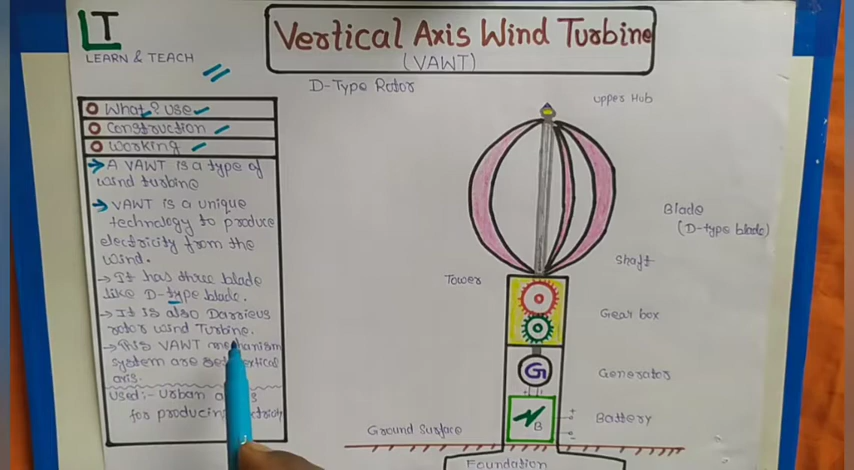 LT
LEARN & TEACH
Vertical Axis Wind Turbine
(VAWT)
D-Type Rotor
What? use
Construction
Working
→ A VAWT is a type of
wind turbine
→ VAWT is a unique
technology to produce
electricity from the
wind.
→ It has three blade
like D-type blade.
→ It is also Darrieus
rotor wind Turbine.
→ This VAWT mechanism
system are set vertical
axis.
used:- Urban
for producing
upper Hub
Blade
(D-type blade)
Shaft
Tower
Gear box
Generator
G
Battery
B
+
-
+
-
Ground Surface
Foundation